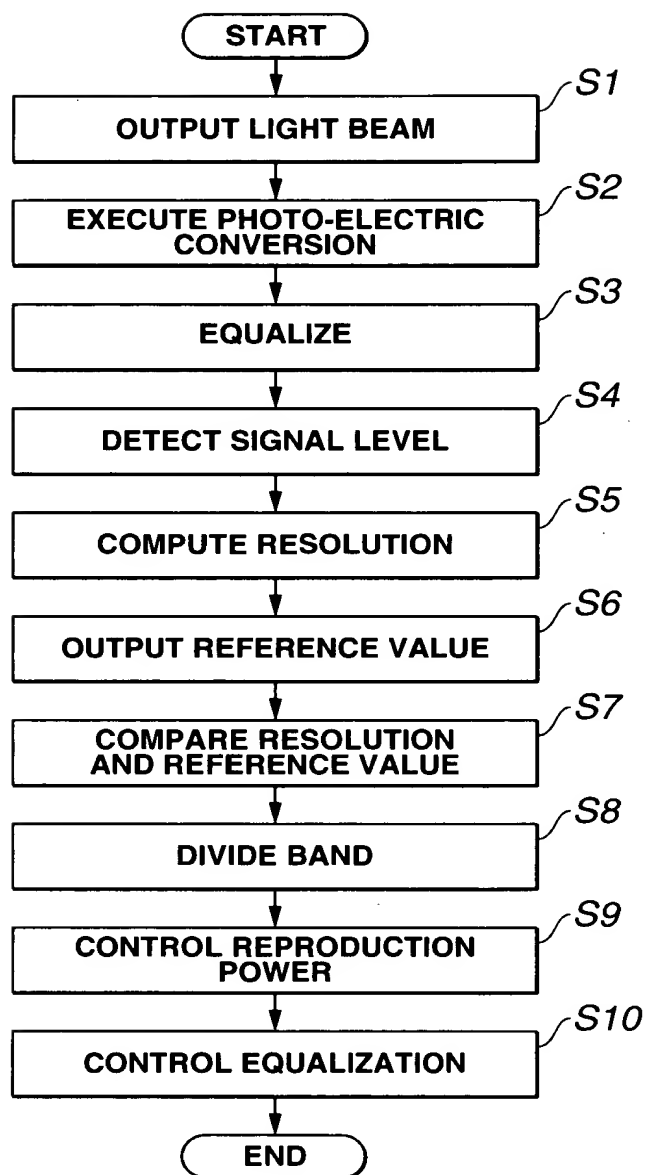 START
S1
OUTPUT LIGHT BEAM
S2
EXECUTE PHOTO-ELECTRIC
CONVERSION
S3
EQUALIZE
S4
DETECT SIGNAL LEVEL
S5
COMPUTE RESOLUTION
S6
OUTPUT REFERENCE VALUE
S7
COMPARE RESOLUTION
AND REFERENCE VALUE
S8
DIVIDE BAND
S9
CONTROL REPRODUCTION
POWER
S10
CONTROL EQUALIZATION
END